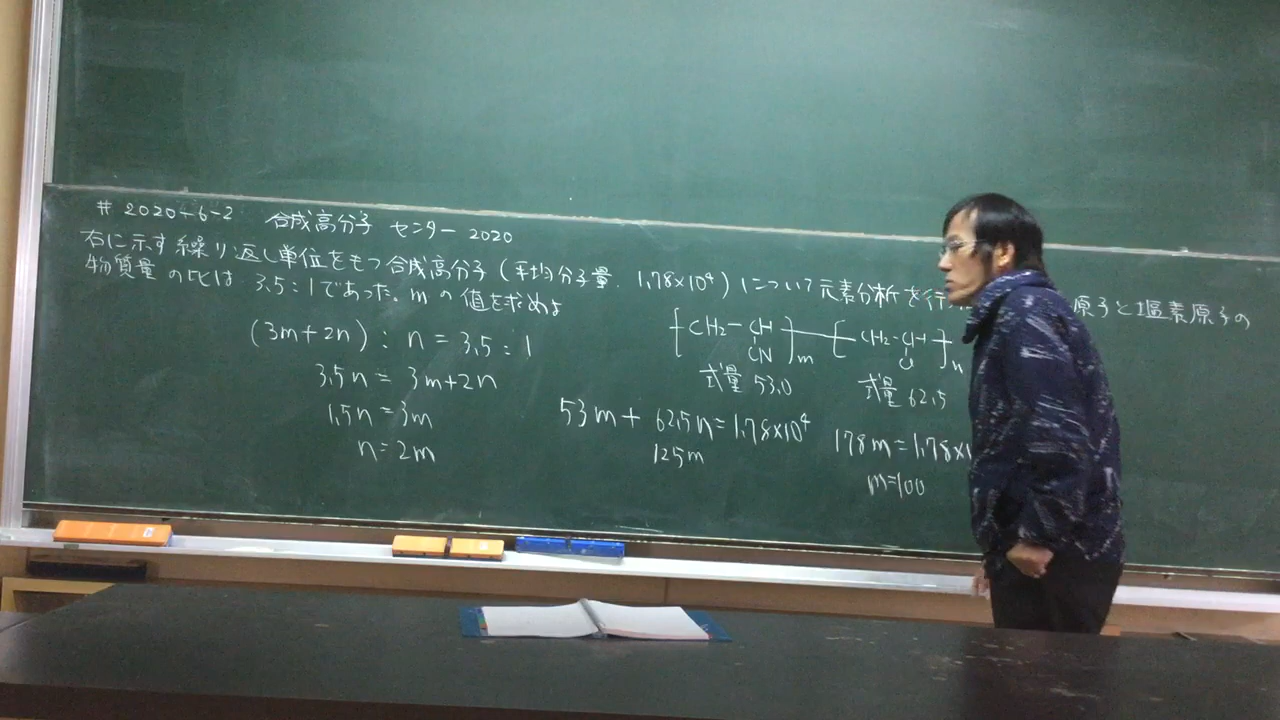 # 2020-6-2 合成高分子 センター 2020
右に示す繰り返し単位をもつ合成高分子(平均分子量 1.78×10⁴)について元素分析を行 原子と塩素原子の
物質量の比は 3.5:1であった。mの値を求めよ
(3m+2n):n=3.5:1
3.5n=3m+2n
1.5n=3m
n=2m
[CH2-CH]m [CH2-CH]n
CN Cl
式量 53.0 式量 62.5
53m+62.5n=1.78×10⁴
125m
178m=1.78×1
m=100